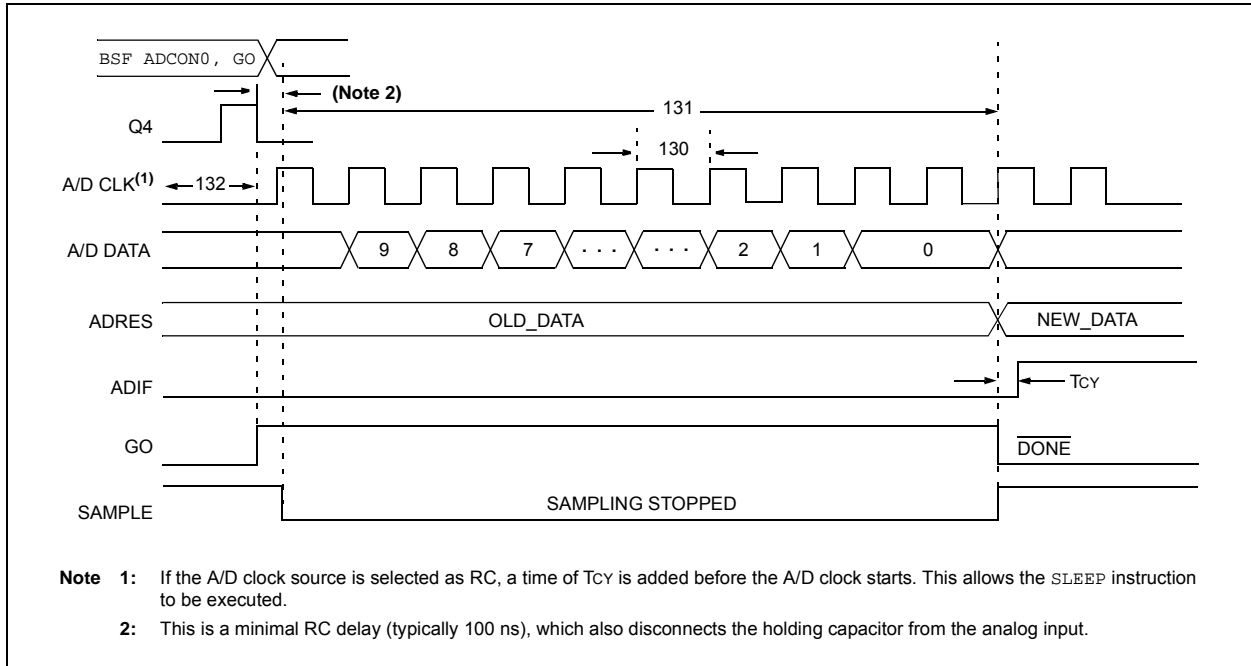 BSF ADCON0, GO
(Note 2)
131
Q4
130
A/D CLK(1)
132
A/D DATA
9 8 7 . . . . . . 2 1 0
ADRES
OLD_DATA
NEW_DATA
ADIF
TCY
GO
DONE
SAMPLE
SAMPLING STOPPED
Note 1: If the A/D clock source is selected as RC, a time of TCY is added before the A/D clock starts. This allows the SLEEP instruction
to be executed.
2: This is a minimal RC delay (typically 100 ns), which also disconnects the holding capacitor from the analog input.